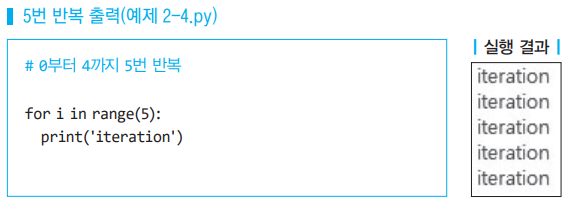 5번 반복 출력(예제 2-4.py)
# 0부터 4까지 5번 반복
for i in range(5):
print('iteration')
| 실행 결과 |
iteration
iteration
iteration
iteration
iteration